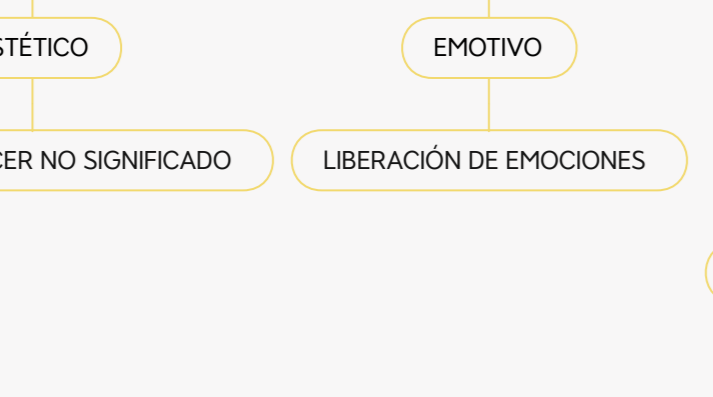 STÉTICO
EMOTIVO
CER NO SIGNIFICADO
LIBERACIÓN DE EMOCIONES